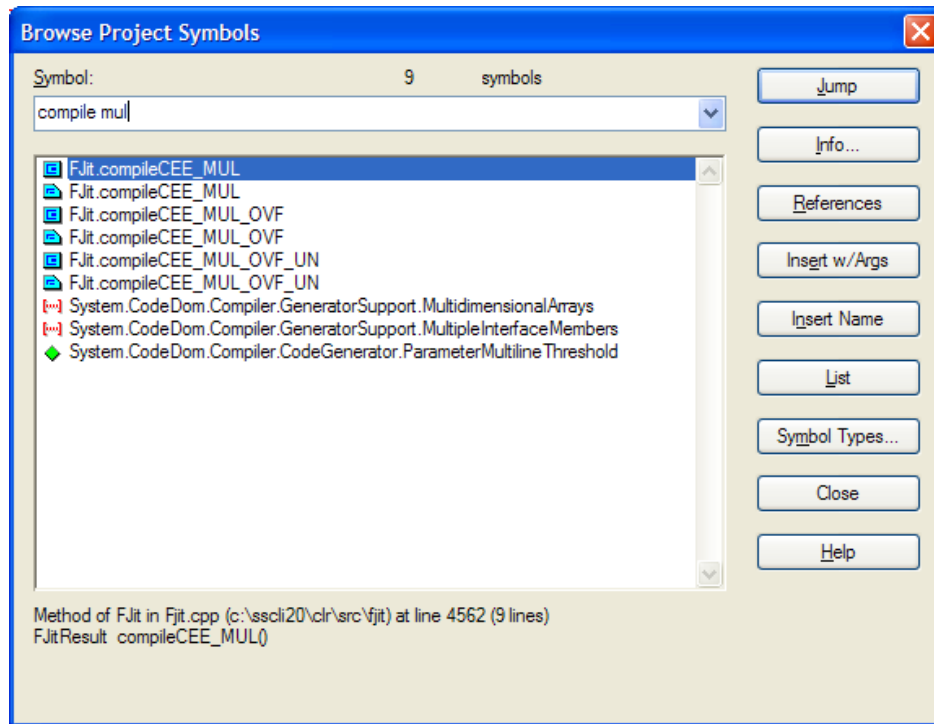 Browse Project Symbols
Symbol: 9 symbols
compile mul
FJit.compileCEE_MUL
FJit.compileCEE_MUL
FJit.compileCEE_MUL_OVF
FJit.compileCEE_MUL_OVF
FJit.compileCEE_MUL_OVF_UN
FJit.compileCEE_MUL_OVF_UN
System.CodeDom.Compiler.GeneratorSupport.MultidimensionalArrays
System.CodeDom.Compiler.GeneratorSupport.MultipleInterfaceMembers
System.CodeDom.Compiler.CodeGenerator.ParameterMultilineThreshold
Method of FJit in Fjit.cpp (c:\sscli20\clr\src\fjit) at line 4562 (9 lines)
FJitResult compileCEE_MUL()
Jump
Info...
References
Insert w/Args
Insert Name
List
Symbol Types...
Close
Help